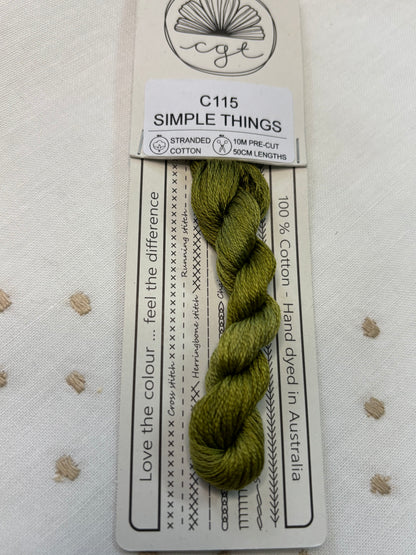 cgt
C115
SIMPLE THINGS
STRANDED
COTTON
10M PRE-CUT
50CM LENGTHS
Love the colour ... feel the difference
Cross stitch
Running stitch
Herringbone stitch
100 % Cotton - Hand dyed in Australia